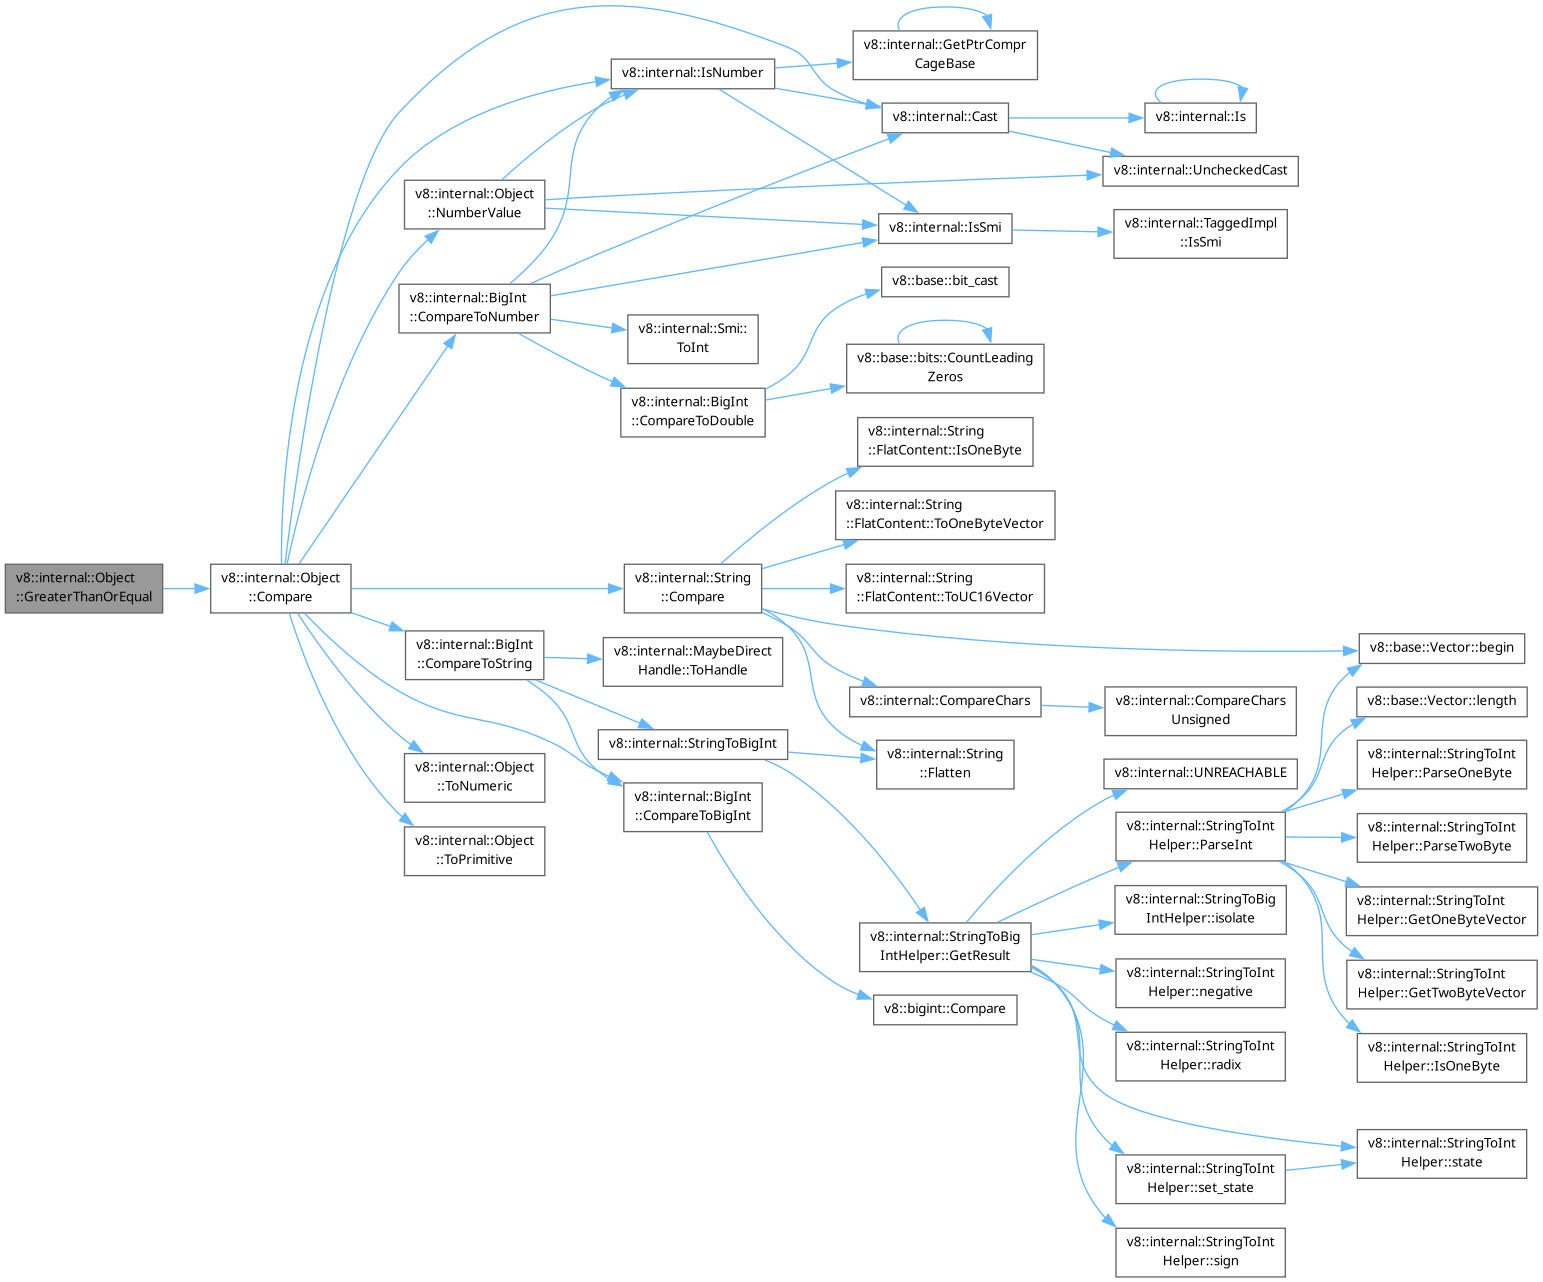 v8::internal::GetPtrCompr
CageBase
v8::internal::IsNumber
v8::internal::Cast
v8::internal::Is
v8::internal::UncheckedCast
v8::internal::Object
::NumberValue
v8::internal::IsSmi
v8::internal::TaggedImpl
::IsSmi
v8::base::bit_cast
v8::internal::BigInt
::CompareToNumber
v8::internal::Smi::
ToInt
v8::base::bits::CountLeading
Zeros
v8::internal::BigInt
::CompareToDouble
v8::internal::String
::FlatContent::IsOneByte
v8::internal::String
::FlatContent::ToOneByteVector
v8::internal::Object
::GreaterThanOrEqual
v8::internal::Object
::Compare
v8::internal::String
::Compare
v8::internal::String
::FlatContent::ToUC16Vector
v8::internal::BigInt
::CompareToString
v8::internal::MaybeDirect
Handle::ToHandle
v8::base::Vector::begin
v8::internal::CompareChars
v8::internal::CompareChars
Unsigned
v8::base::Vector::length
v8::internal::StringToBigInt
v8::internal::String
::Flatten
v8::internal::StringToInt
Helper::ParseOneByte
v8::internal::Object
::ToNumeric
v8::internal::UNREACHABLE
v8::internal::BigInt
::CompareToBigInt
v8::internal::StringToInt
Helper::ParseInt
v8::internal::StringToInt
Helper::ParseTwoByte
v8::internal::Object
::ToPrimitive
v8::internal::StringToBig
IntHelper::isolate
v8::internal::StringToInt
Helper::GetOneByteVector
v8::internal::StringToBig
IntHelper::GetResult
v8::internal::StringToInt
Helper::negative
v8::internal::StringToInt
Helper::GetTwoByteVector
v8::bigint::Compare
v8::internal::StringToInt
Helper::radix
v8::internal::StringToInt
Helper::IsOneByte
v8::internal::StringToInt
Helper::state
v8::internal::StringToInt
Helper::set_state
v8::internal::StringToInt
Helper::sign